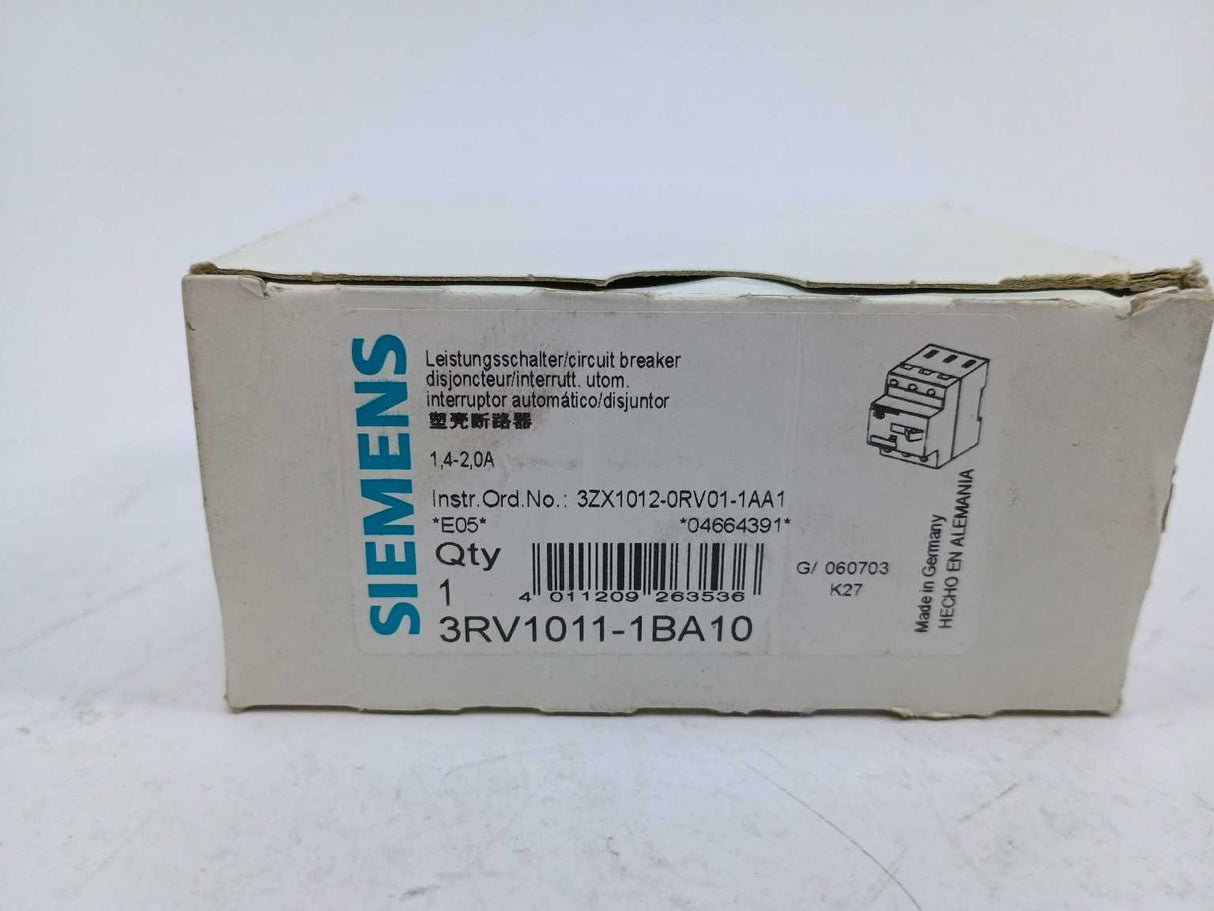 SIEMENS
Leistungsschalter/circuit breaker
disjoncteur/interrutt. utom.
interruptor automático/disjuntor
塑壳断路器
1,4-2,0A
Instr.Ord.No.: 3ZX1012-0RV01-1AA1
*E05* *04664391*
Qty
1
4 011209 263536
3RV1011-1BA10
G/ 060703
K27
Made in Germany
HECHO EN ALEMANIA